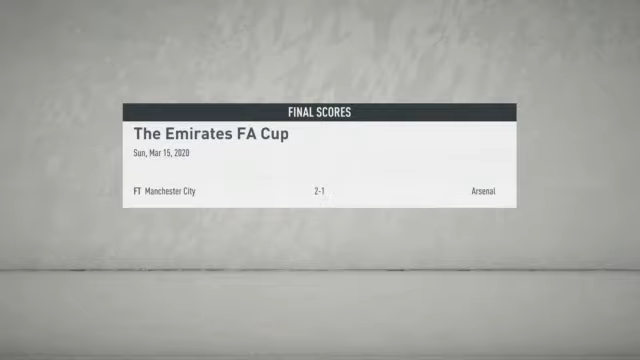 FINAL SCORES
The Emirates FA Cup
Sun, Mar 15, 2020
FT Manchester City 2-1 Arsenal